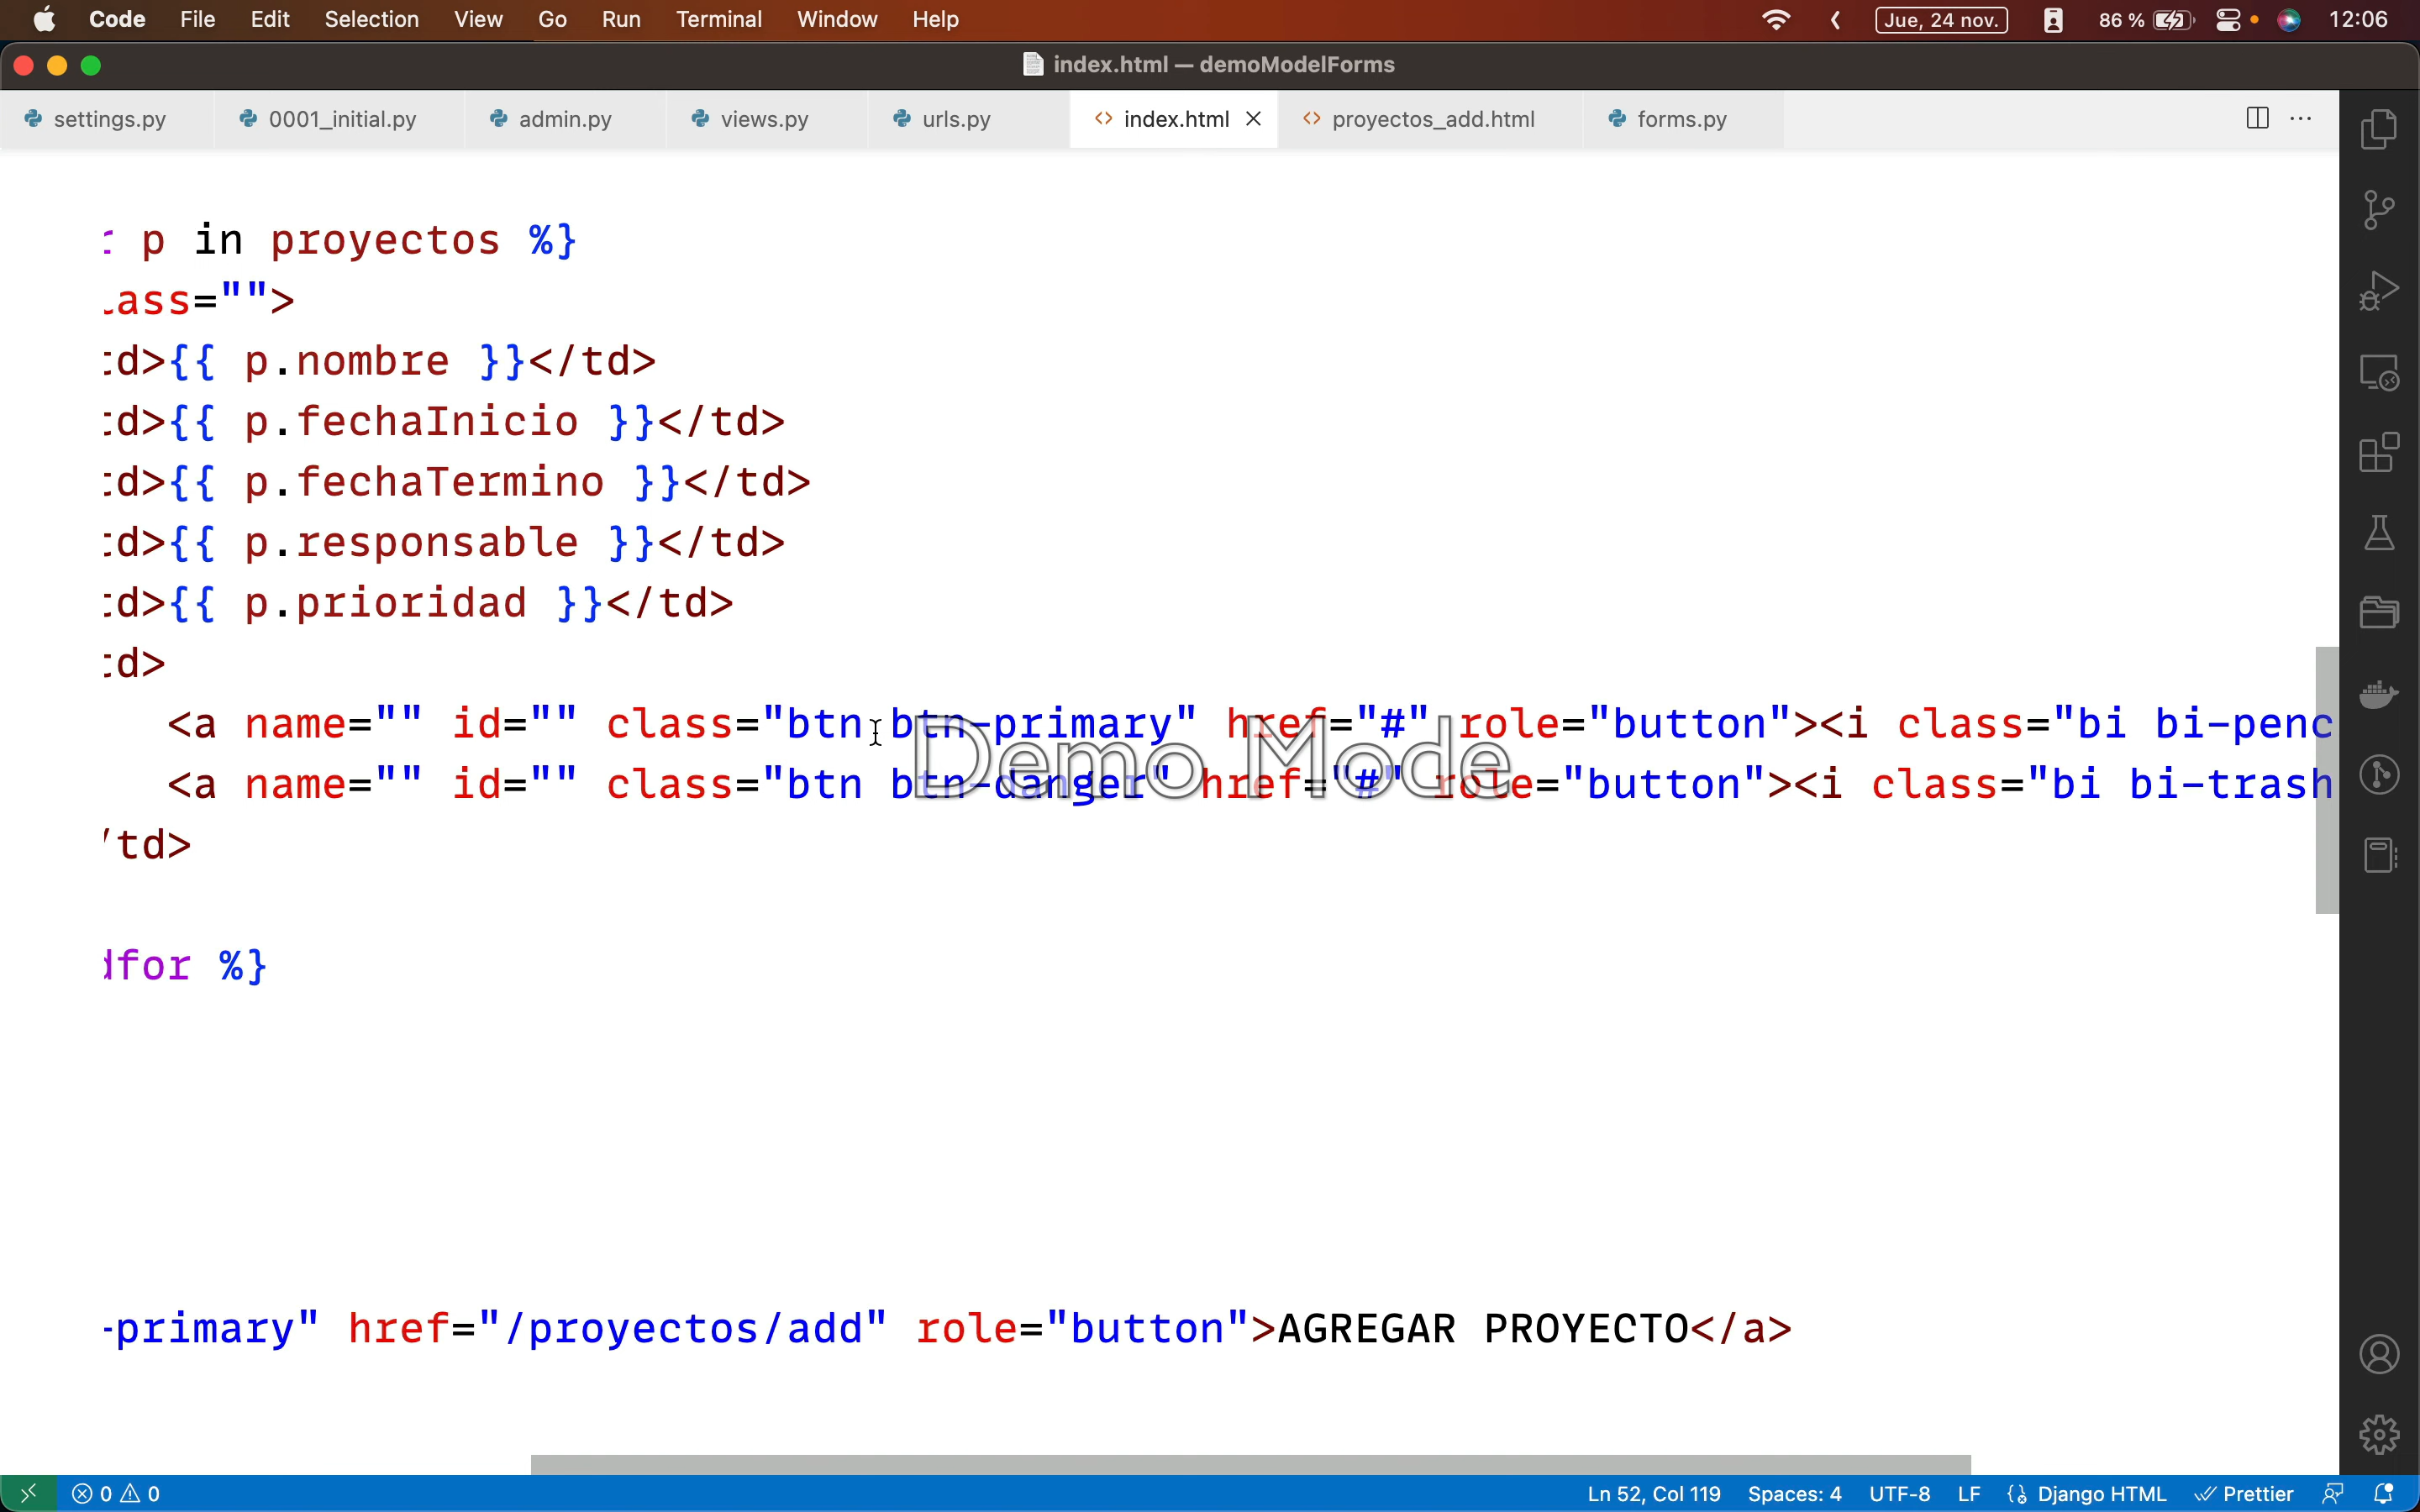 Code File Edit Selection View Go Run Terminal Window Help Jue, 24 nov. 86 % 12:06
index.html — demoModelForms
settings.py 0001_initial.py admin.py views.py urls.py index.html proyectos_add.html forms.py
p in proyectos %}
ass="">
d>{{ p.nombre }}</td>
d>{{ p.fechaInicio }}</td>
d>{{ p.fechaTermino }}</td>
d>{{ p.responsable }}</td>
d>{{ p.prioridad }}</td>
d>
<a name="" id="" class="btn btn-primary" href="#" role="button"><i class="bi bi-penc
Demo Mode
<a name="" id="" class="btn btn-danger" href="#" role="button"><i class="bi bi-trash
td>
for %}
-primary" href="/proyectos/add" role="button">AGREGAR PROYECTO</a>
0 0 Ln 52, Col 119 Spaces: 4 UTF-8 LF Django HTML Prettier